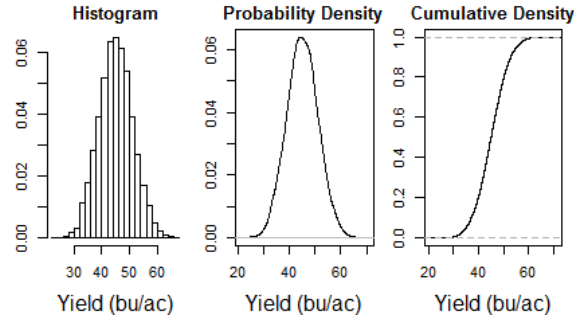 Histogram
0.06
0.04
0.02
0.00
30 40 50 60
Yield (bu/ac)
Probability Density
0.06
0.04
0.02
0.00
20 40 60
Yield (bu/ac)
Cumulative Density
1.0
0.8
0.6
0.4
0.2
0.0
20 40 60
Yield (bu/ac)